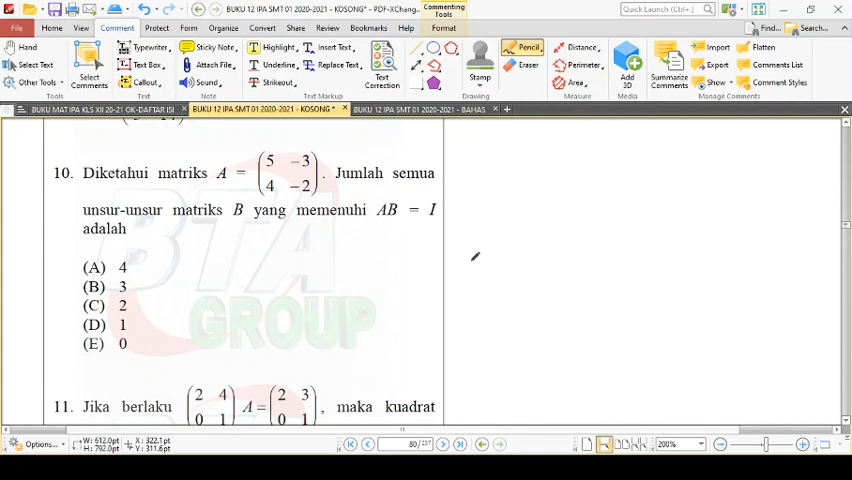 BUKU 12 IPA SMT 01 2020-2021 - KOSONG* - PDF-XChang
Commenting
Tools
File Home View Comment Protect Form Organize Convert Share Review Bookmarks Help Format
Quick Launch (Ctrl+.)
Find...
Search...
Hand
Select Text
Other Tools
Select
Comments
Typewriter
Text Box
Callout
Sticky Note
Attach File
Sound
Highlight
Underline
Strikeout
Insert Text
Replace Text
Text
Correction
Pencil
Eraser
Stamp
Distance
Perimeter
Area
Add
3D
Summarize
Comments
Import
Export
Show
Flatten
Comments List
Comment Styles
Tools Text Markup Drawing Media Manage Comments
BUKU MAT IPA KLS XII 20-21 OK-DAFTAR ISI
BUKU 12 IPA SMT 01 2020-2021 - KOSONG *
BUKU 12 IPA SMT 01 2020-2021 - BAHAS
10. Diketahui matriks A = (5 −3
4 −2). Jumlah semua
unsur-unsur matriks B yang memenuhi AB = I
adalah
(A) 4
(B) 3
(C) 2
(D) 1
(E) 0
BTA
GROUP
11. Jika berlaku (2 4
0 1) A = (2 3
0 1), maka kuadrat
Options...
W: 612.0pt
H: 792.0pt
X: 322.1pt
Y: 311.6pt
80 / 237
200%